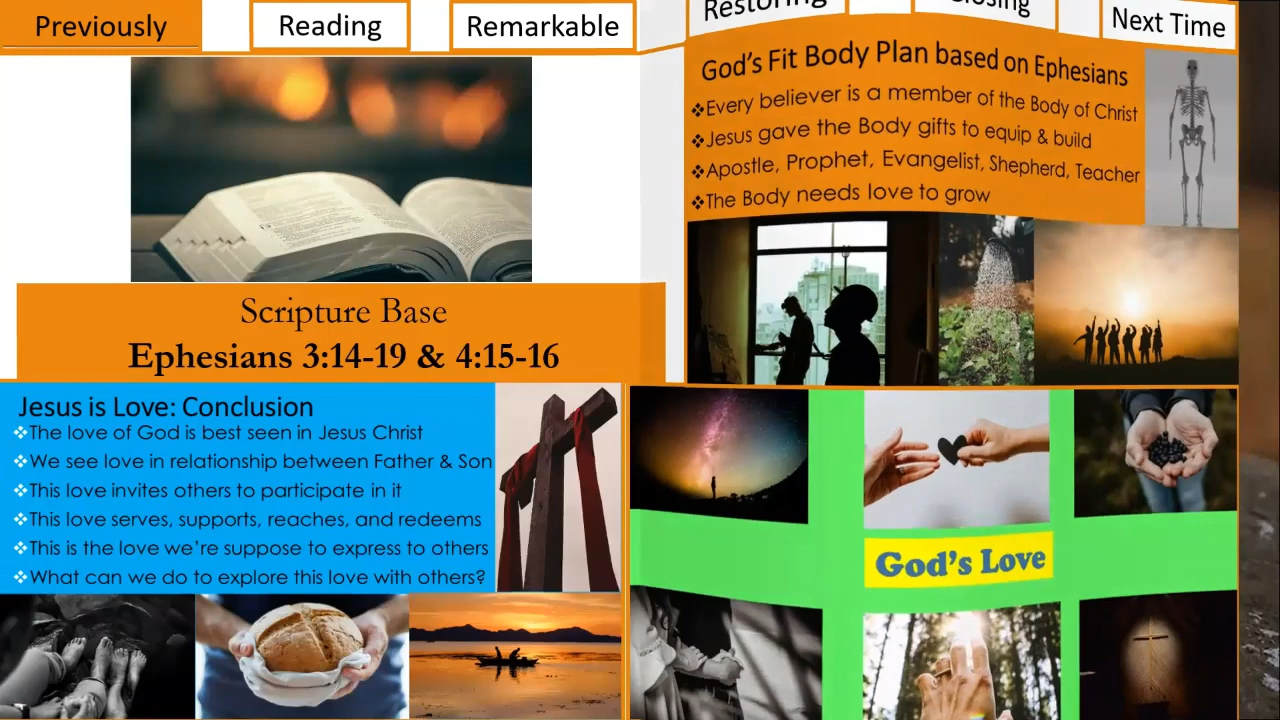 Previously
Reading
Remarkable
Restoring
Closing
Next Time
Scripture Base
Ephesians 3:14-19 & 4:15-16
God's Fit Body Plan based on Ephesians
❖Every believer is a member of the Body of Christ
❖Jesus gave the Body gifts to equip & build
❖Apostle, Prophet, Evangelist, Shepherd, Teacher
❖The Body needs love to grow
Jesus is Love: Conclusion
❖The love of God is best seen in Jesus Christ
❖We see love in relationship between Father & Son
❖This love invites others to participate in it
❖This love serves, supports, reaches, and redeems
❖This is the love we're suppose to express to others
❖What can we do to explore this love with others?
God's Love